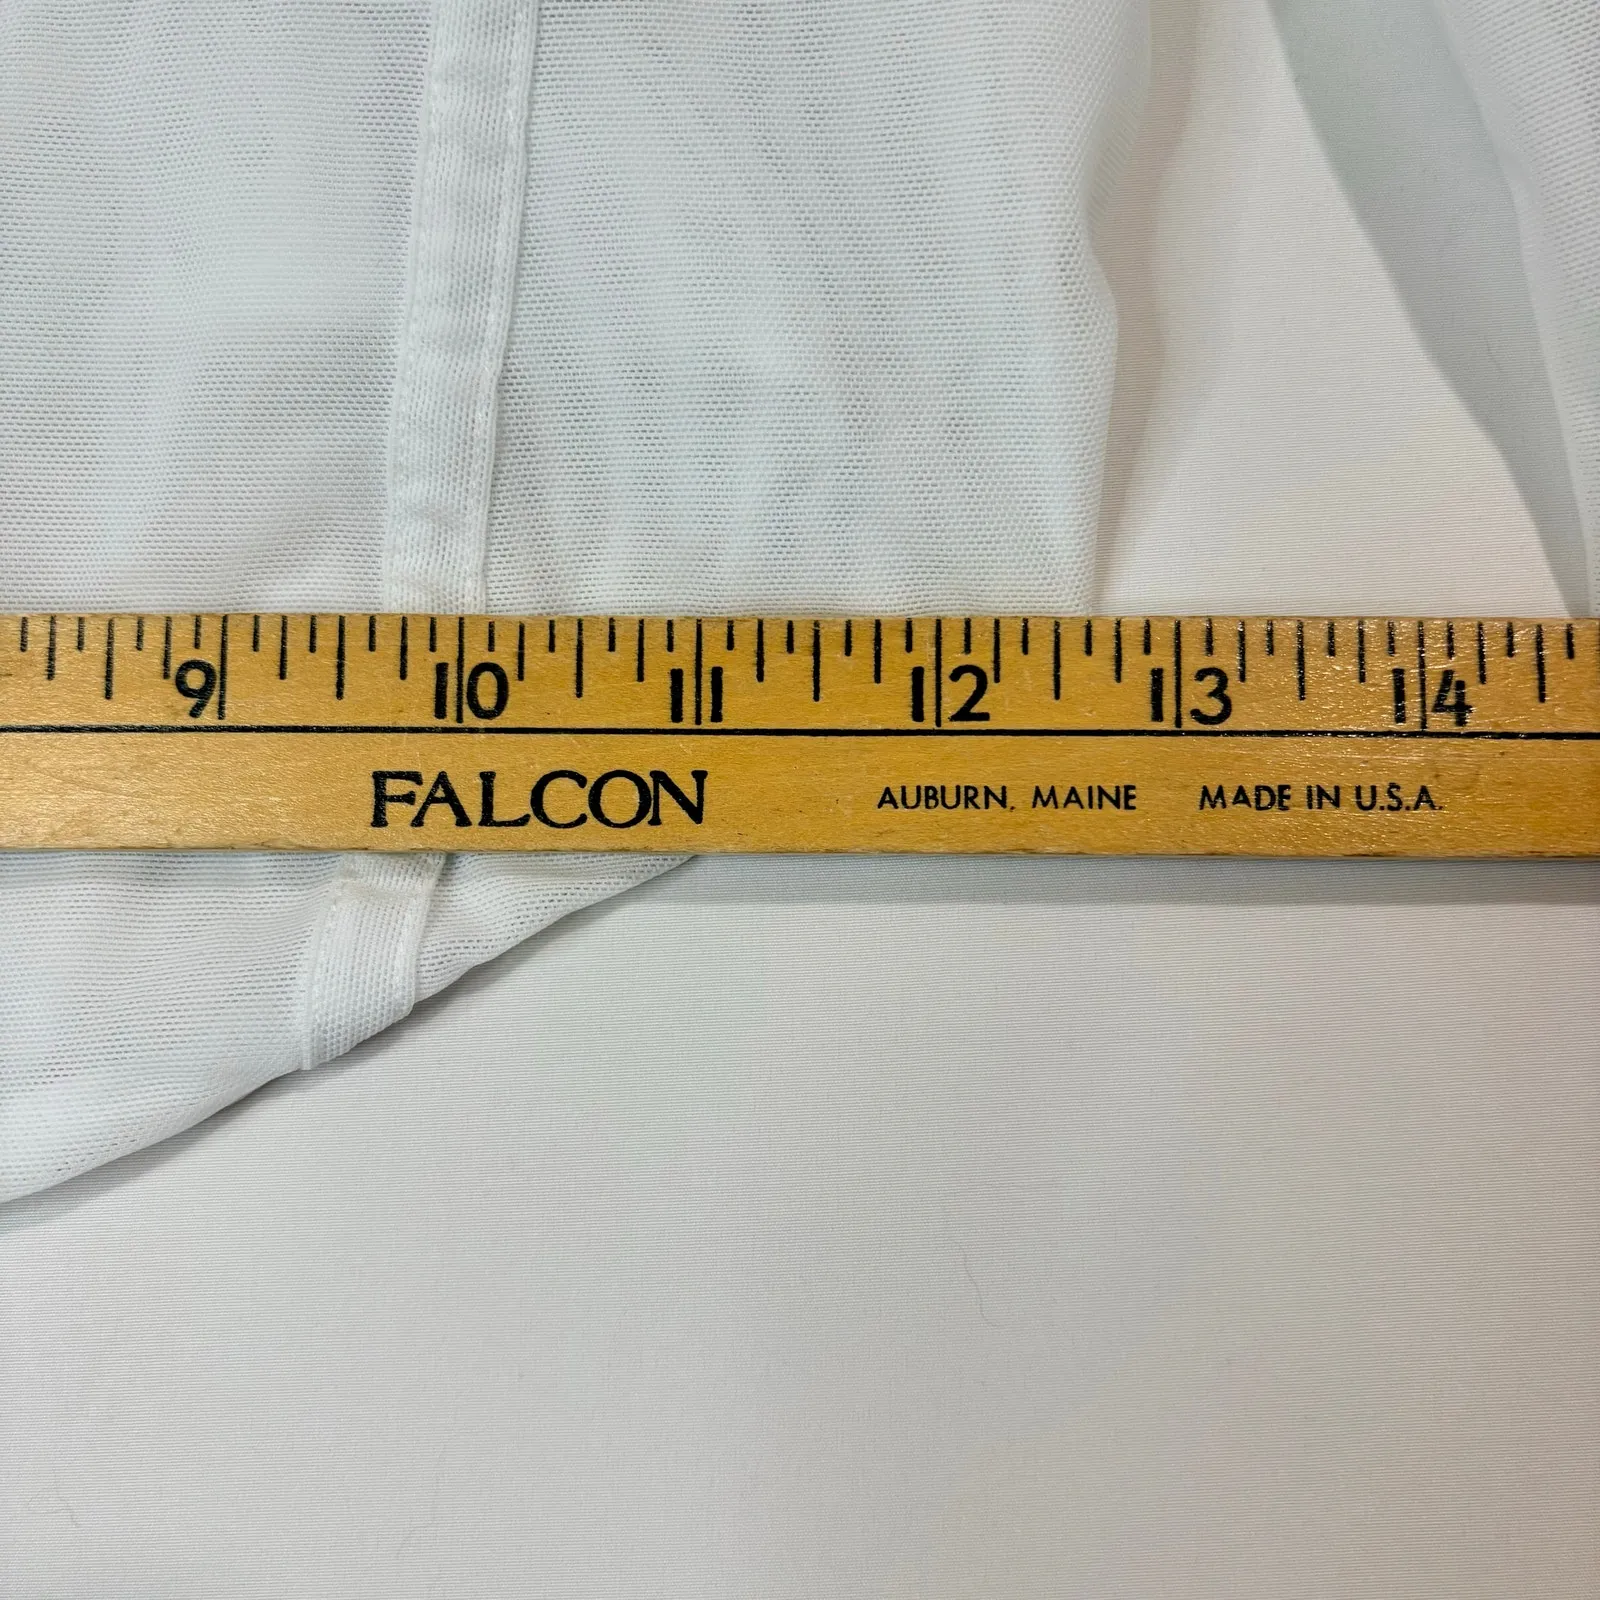 9 10 11 12 13 14
FALCON AUBURN, MAINE MADE IN U.S.A.